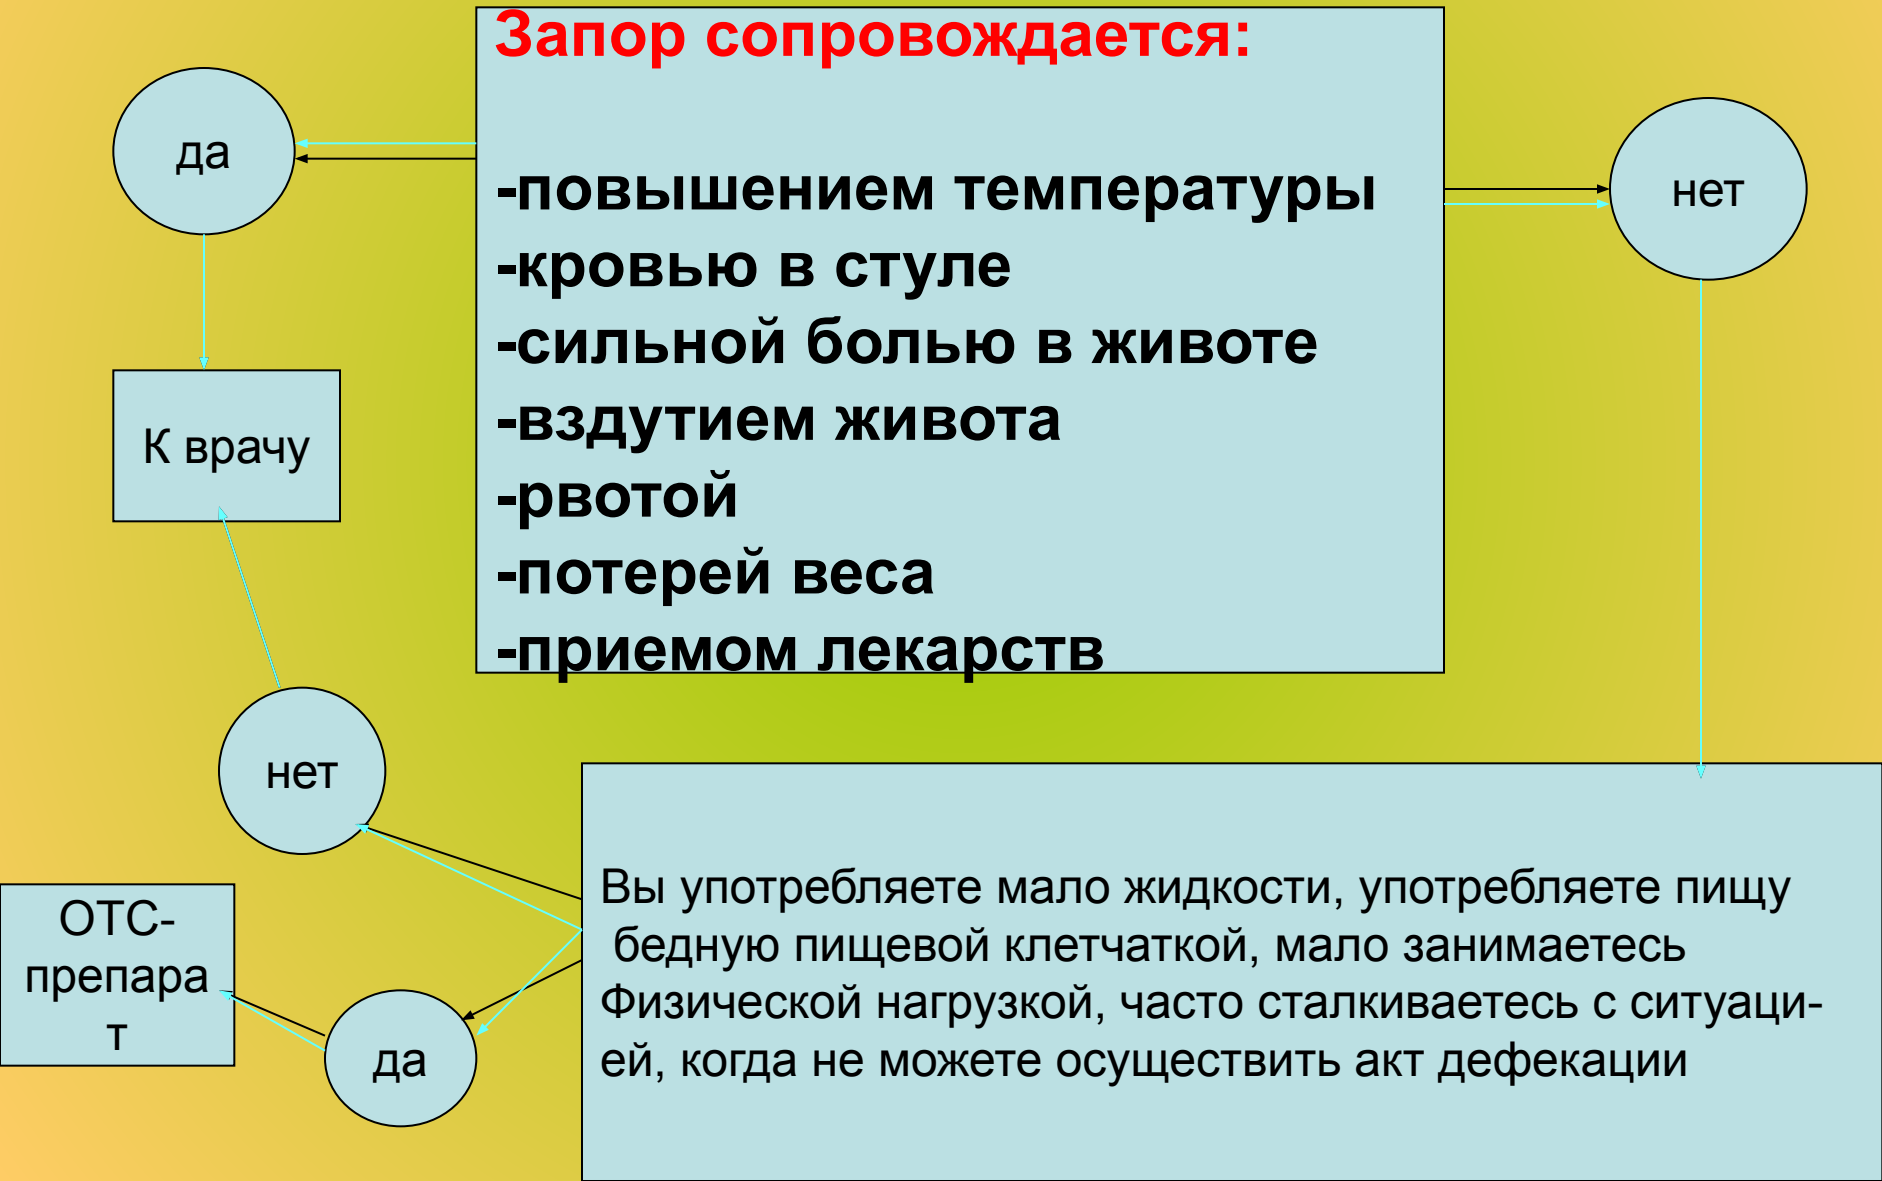 Запор сопровождается:
-повышением температуры
-кровью в стуле
-сильной болью в животе
-вздутием живота
-рвотой
-потерей веса
-приемом лекарств
да
нет
К врачу
нет
Вы употребляете мало жидкости, употребляете пищу
бедную пищевой клетчаткой, мало занимаетесь
Физической нагрузкой, часто сталкиваетесь с ситуаци-
ей, когда не можете осуществить акт дефекации
ОТС-
препара
т
да